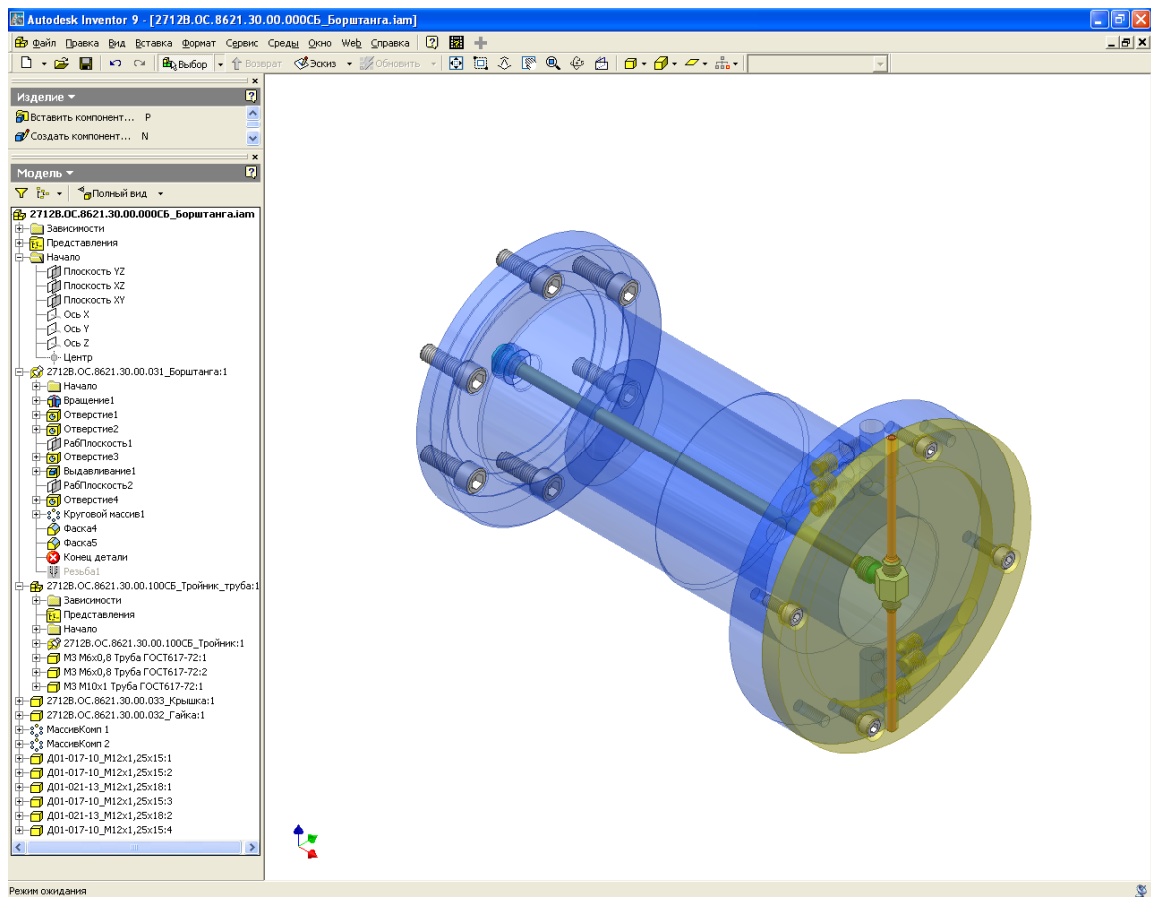 Autodesk Inventor 9 - [2712В.ОС.8621.30.00.000СБ_Борштанга.iam]
Файл Правка Вид Вставка Формат Сервис Среды Окно Web Справка
Выбор Возврат Эскиз Обновить
Изделие
Вставить компонент... P
Создать компонент... N
Модель
Полный вид
2712В.ОС.8621.30.00.000СБ_Борштанга.iam
Зависимости
Представления
Начало
Плоскость YZ
Плоскость XZ
Плоскость XY
Ось X
Ось Y
Ось Z
Центр
2712В.ОС.8621.30.00.031_Борштанга:1
Начало
Вращение1
Отверстие1
Отверстие2
РабПлоскость1
Отверстие3
Выдавливание1
РабПлоскость2
Отверстие4
Круговой массив1
Фаска4
Фаска5
Конец детали
Резьба1
2712В.ОС.8621.30.00.100СБ_Тройник_труба:1
Зависимости
Представления
Начало
2712В.ОС.8621.30.00.100СБ_Тройник:1
М3 М6х0,8 Труба ГОСТ617-72:1
М3 М6х0,8 Труба ГОСТ617-72:2
М3 М10х1 Труба ГОСТ617-72:1
2712В.ОС.8621.30.00.033_Крышка:1
2712В.ОС.8621.30.00.032_Гайка:1
МассивКомп 1
МассивКомп 2
Д01-017-10_М12х1,25х15:1
Д01-017-10_М12х1,25х15:2
Д01-021-13_М12х1,25х18:1
Д01-017-10_М12х1,25х15:3
Д01-021-13_М12х1,25х18:2
Д01-017-10_М12х1,25х15:4
Режим ожидания